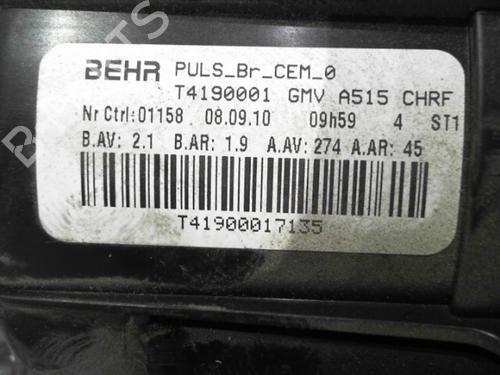 BEHR PULS_Br_CEM_0
T4190001 GMV A515 CHRF
Nr Ctrl:01158 08.09.10 09h59 4 ST1
B.AV: 2.1 B.AR: 1.9 A.AV: 274 A.AR: 45
T41900017135